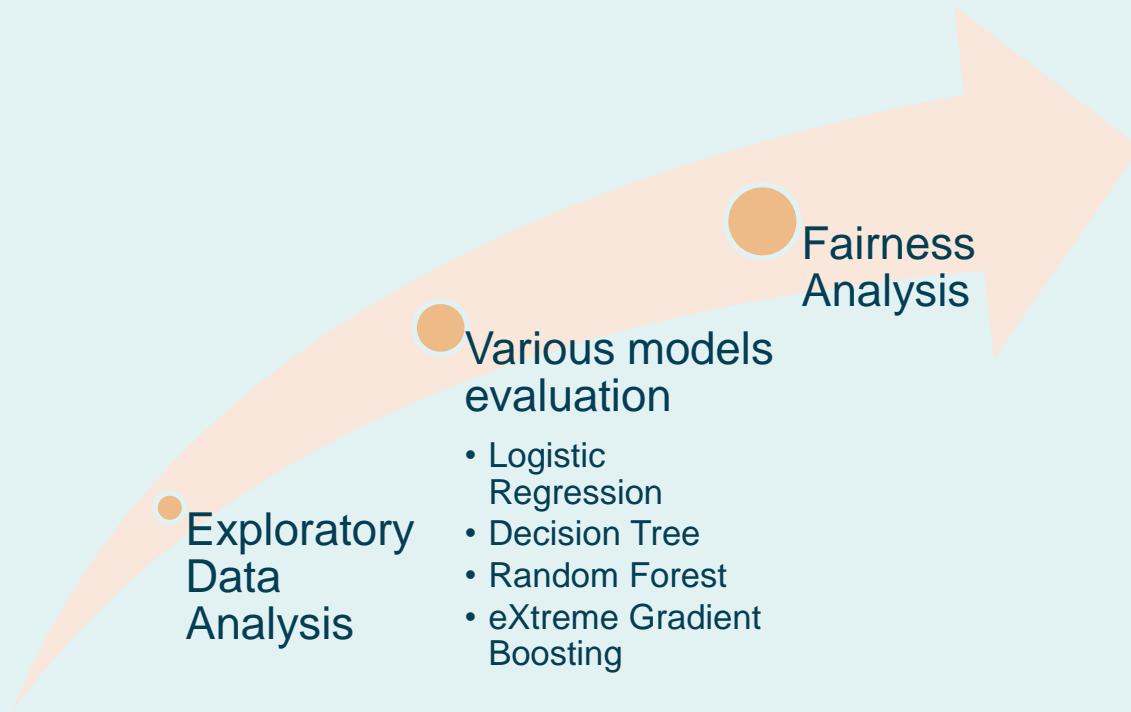 Exploratory
Data
Analysis
Various models
evaluation
• Logistic
Regression
• Decision Tree
• Random Forest
• eXtreme Gradient
Boosting
Fairness
Analysis